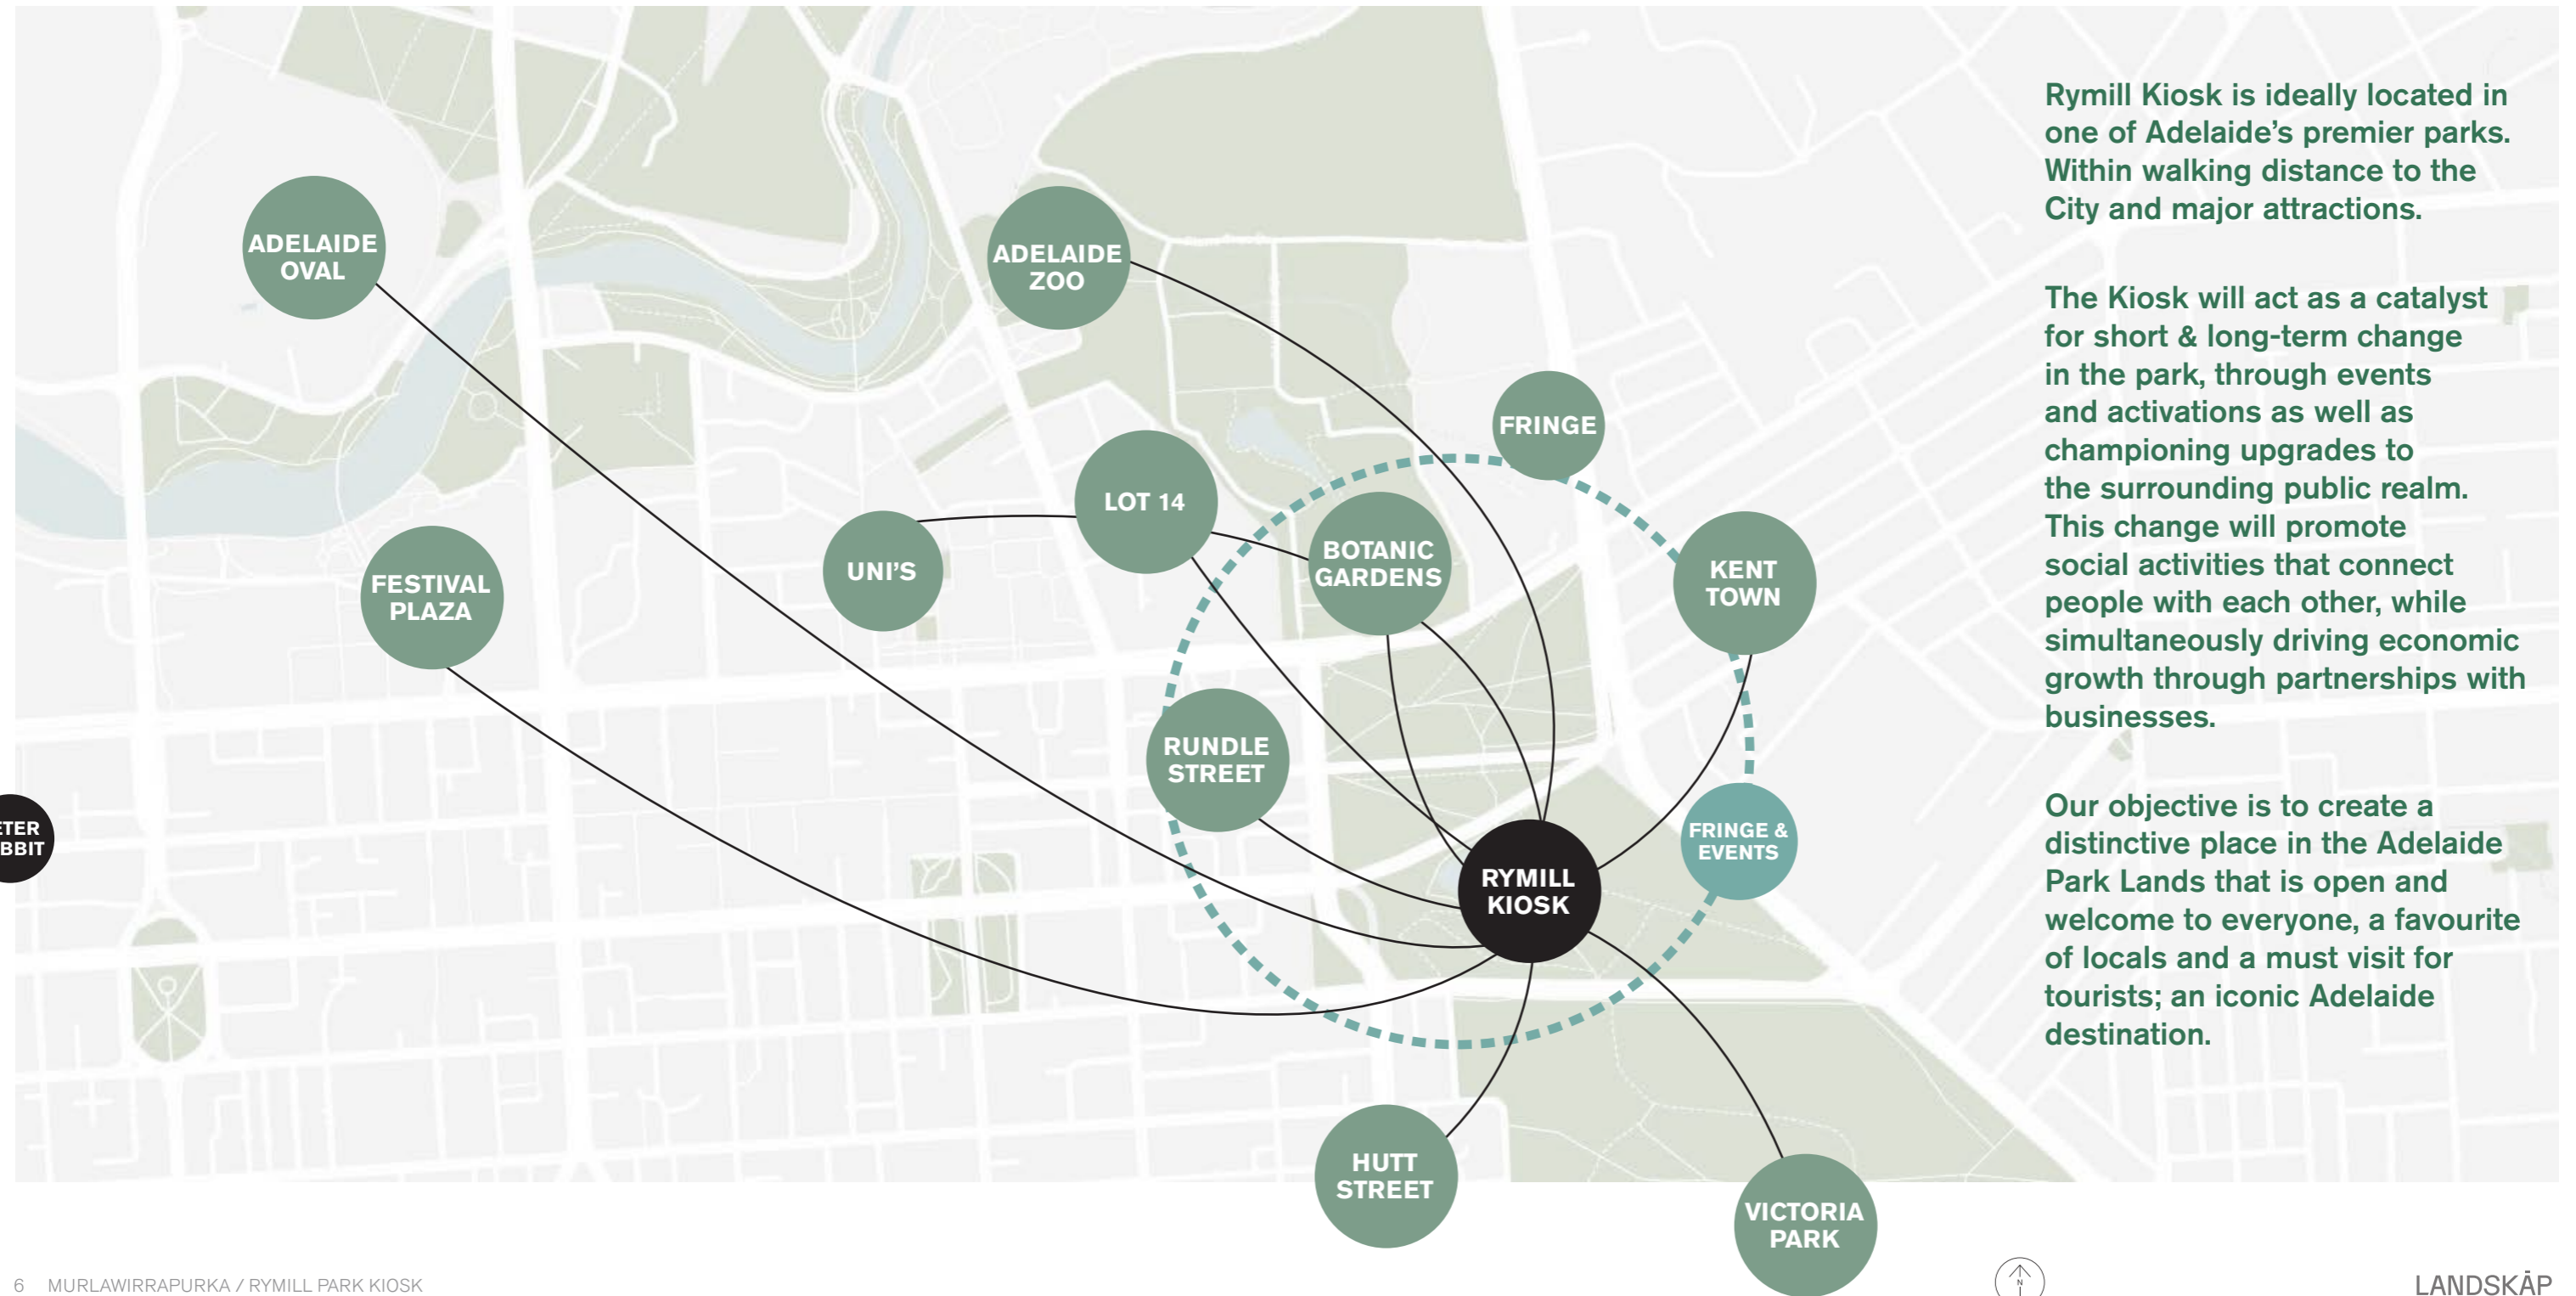 ADELAIDE
OVAL
ADELAIDE
ZOO
FRINGE
LOT 14
UNI'S
BOTANIC
GARDENS
KENT
TOWN
FESTIVAL
PLAZA
RUNDLE
STREET
FRINGE &
EVENTS
ETER
BBIT
RYMILL
KIOSK
HUTT
STREET
VICTORIA
PARK
Rymill Kiosk is ideally located in
one of Adelaide’s premier parks.
Within walking distance to the
City and major attractions.
The Kiosk will act as a catalyst
for short & long-term change
in the park, through events
and activations as well as
championing upgrades to
the surrounding public realm.
This change will promote
social activities that connect
people with each other, while
simultaneously driving economic
growth through partnerships with
businesses.
Our objective is to create a
distinctive place in the Adelaide
Park Lands that is open and
welcome to everyone, a favourite
of locals and a must visit for
tourists; an iconic Adelaide
destination.
6 MURLAWIRRAPURKA / RYMILL PARK KIOSK
N
LANDSKĀP